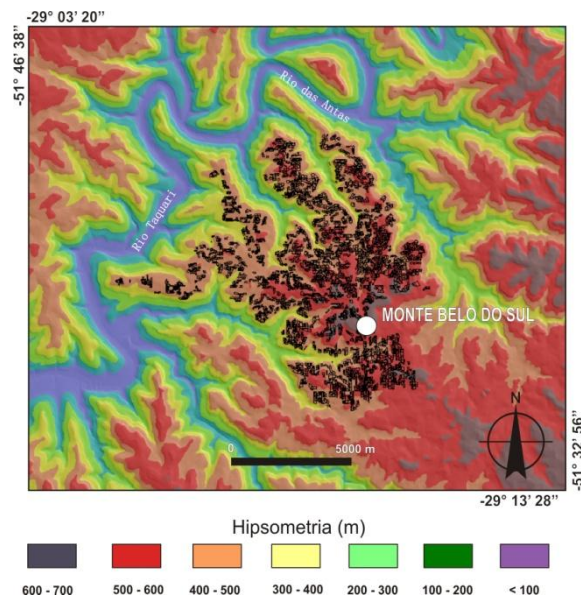 -29° 03' 20"
-51° 46' 38"
Rio das Antas
Rio Taquari
MONTE BELO DO SUL
N
0 5000 m
-51° 32' 56"
-29° 13' 28"
Hipsometria (m)
600 - 700 500 - 600 400 - 500 300 - 400 200 - 300 100 - 200 < 100